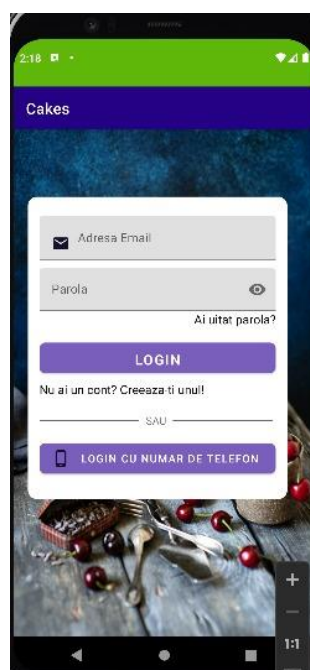 2:18
Cakes
Adresa Email
Parola
Ai uitat parola?
LOGIN
Nu ai un cont? Creeaza-ti unul!
SAU
LOGIN CU NUMAR DE TELEFON
1:1